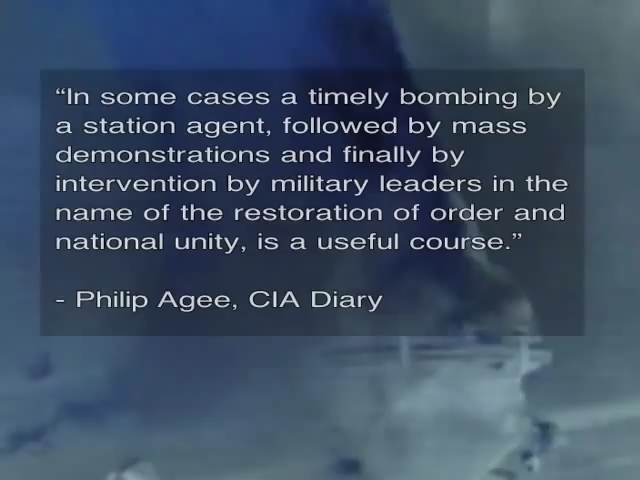 “In some cases a timely bombing by
a station agent, followed by mass
demonstrations and finally by
intervention by military leaders in the
name of the restoration of order and
national unity, is a useful course.”
- Philip Agee, CIA Diary